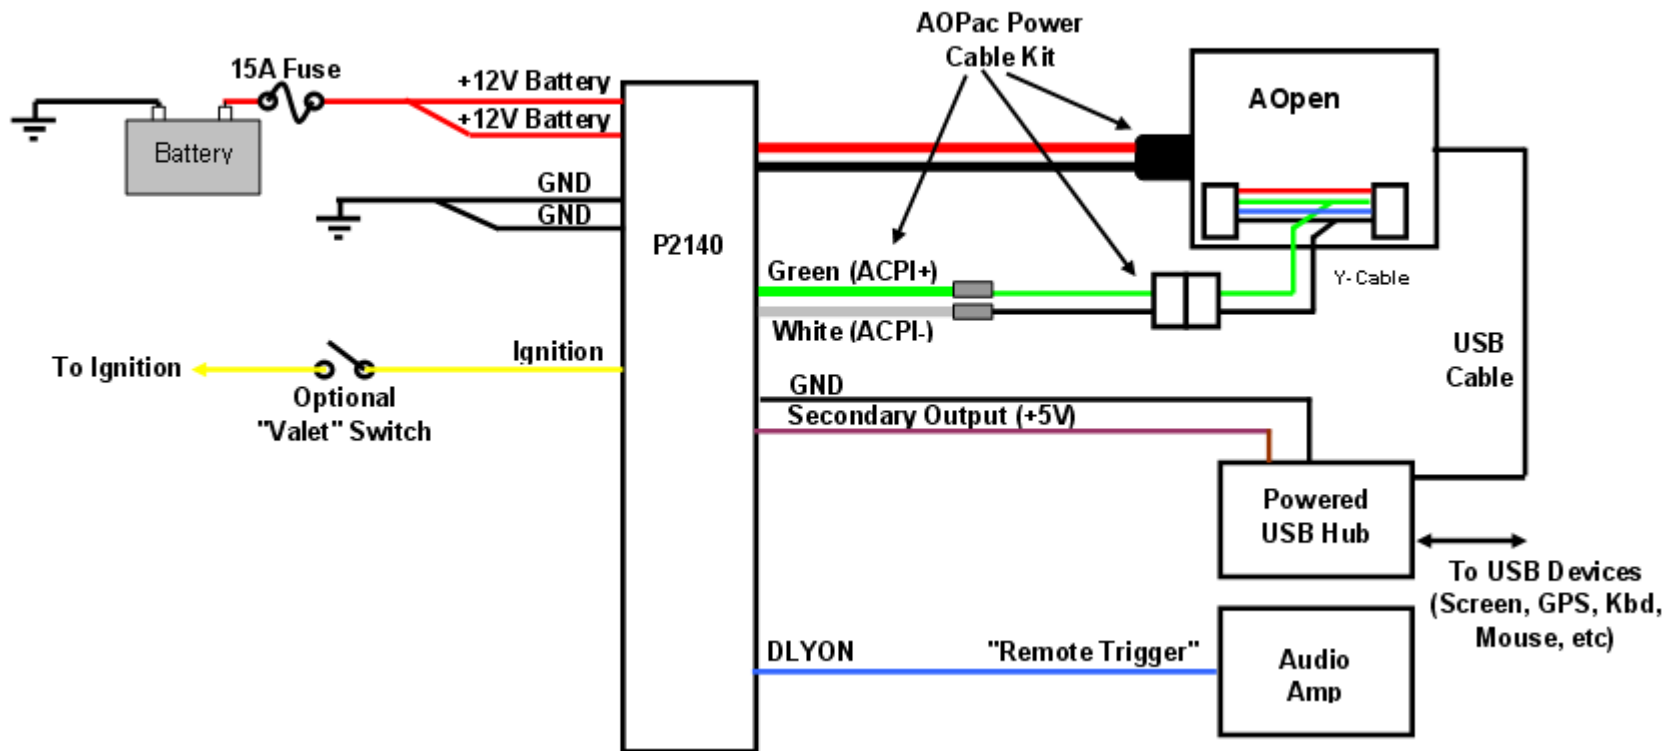 AOPac Power
Cable Kit
15A Fuse
+12V Battery
+12V Battery
AOpen
Battery
GND
GND
P2140
Green (ACPI+)
Y-Cable
White (ACPI-)
Ignition
To Ignition
USB
Cable
Optional
"Valet" Switch
GND
Secondary Output (+5V)
Powered
USB Hub
To USB Devices
(Screen, GPS, Kbd,
Mouse, etc)
DLYON
"Remote Trigger"
Audio
Amp